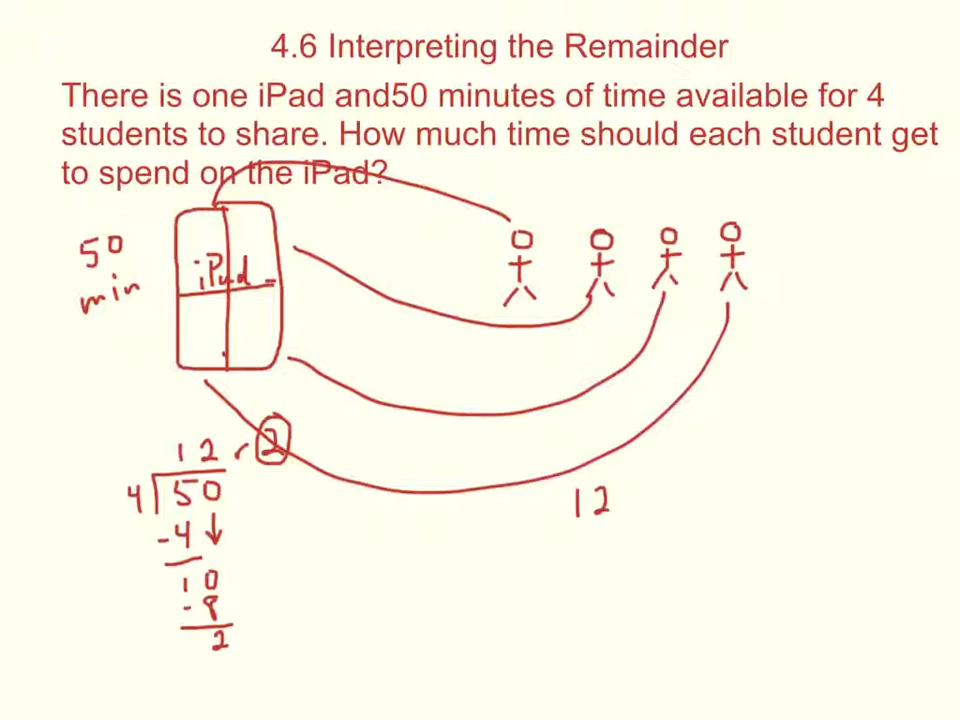 4.6 Interpreting the Remainder
There is one iPad and50 minutes of time available for 4
students to share. How much time should each student get
to spend on the iPad?
50
min
iPad
12 r 2
4 50
-4
10
-8
2
12